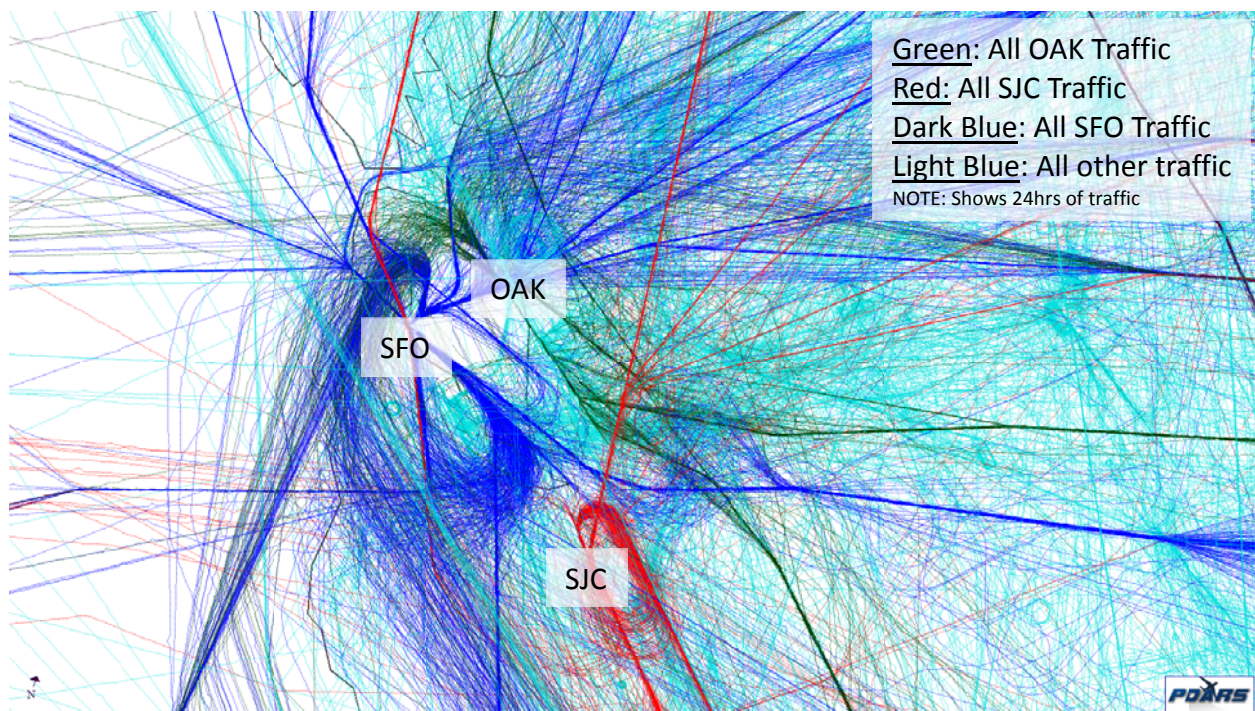 Green: All OAK Traffic
Red: All SJC Traffic
Dark Blue: All SFO Traffic
Light Blue: All other traffic
NOTE: Shows 24hrs of traffic
OAK
SFO
SJC
N
PDARS